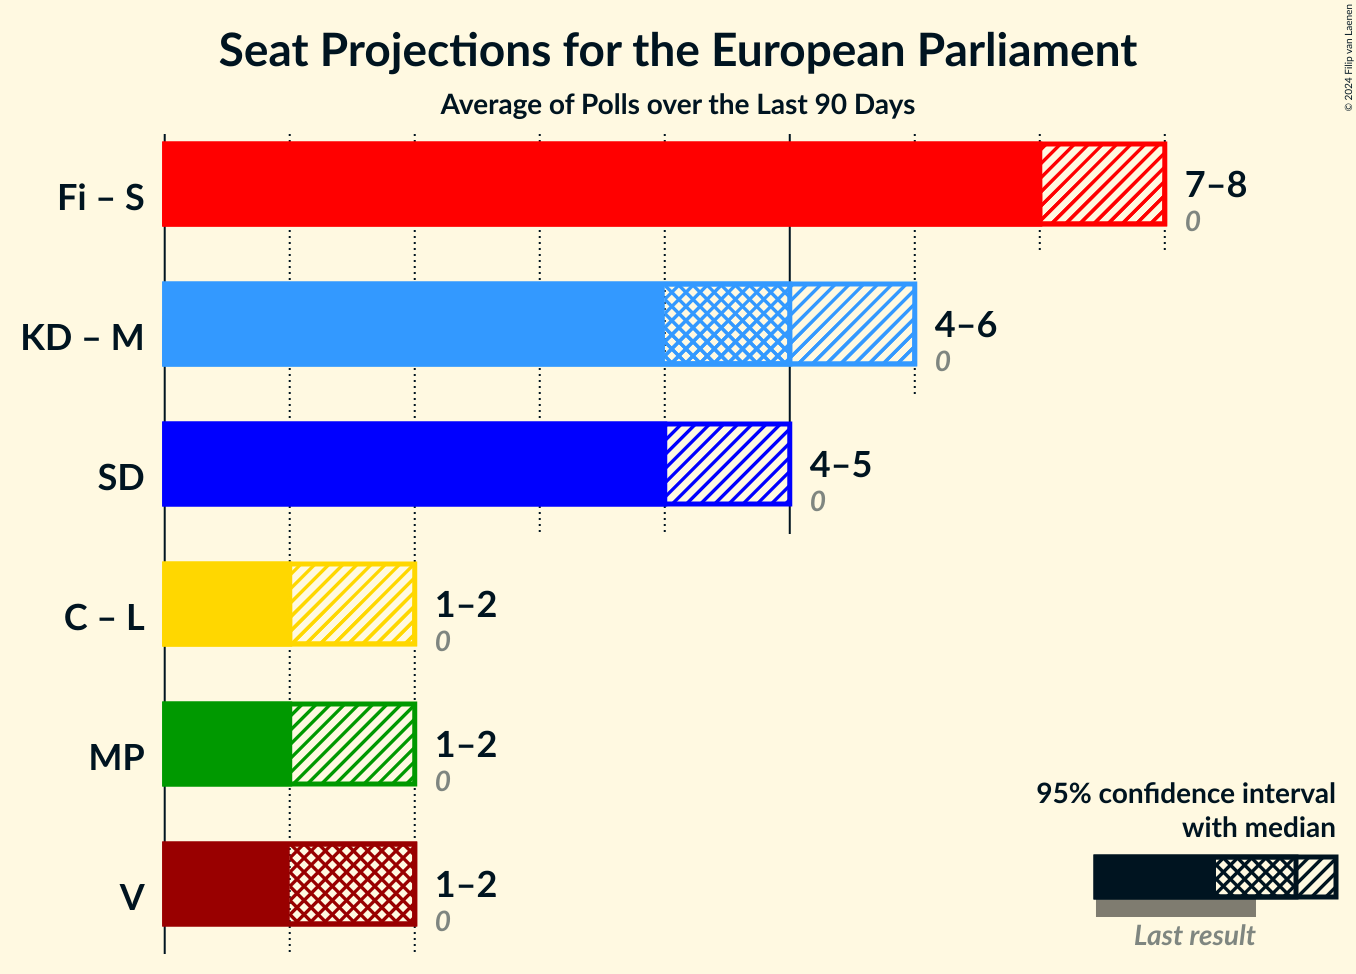 Seat Projections for the European Parliament
Average of Polls over the Last 90 Days
© 2024 Filip van Laenen
Fi – S
7–8
0
KD – M
4–6
0
SD
4–5
0
C – L
1–2
0
MP
1–2
0
V
1–2
0
95% confidence interval
with median
Last result